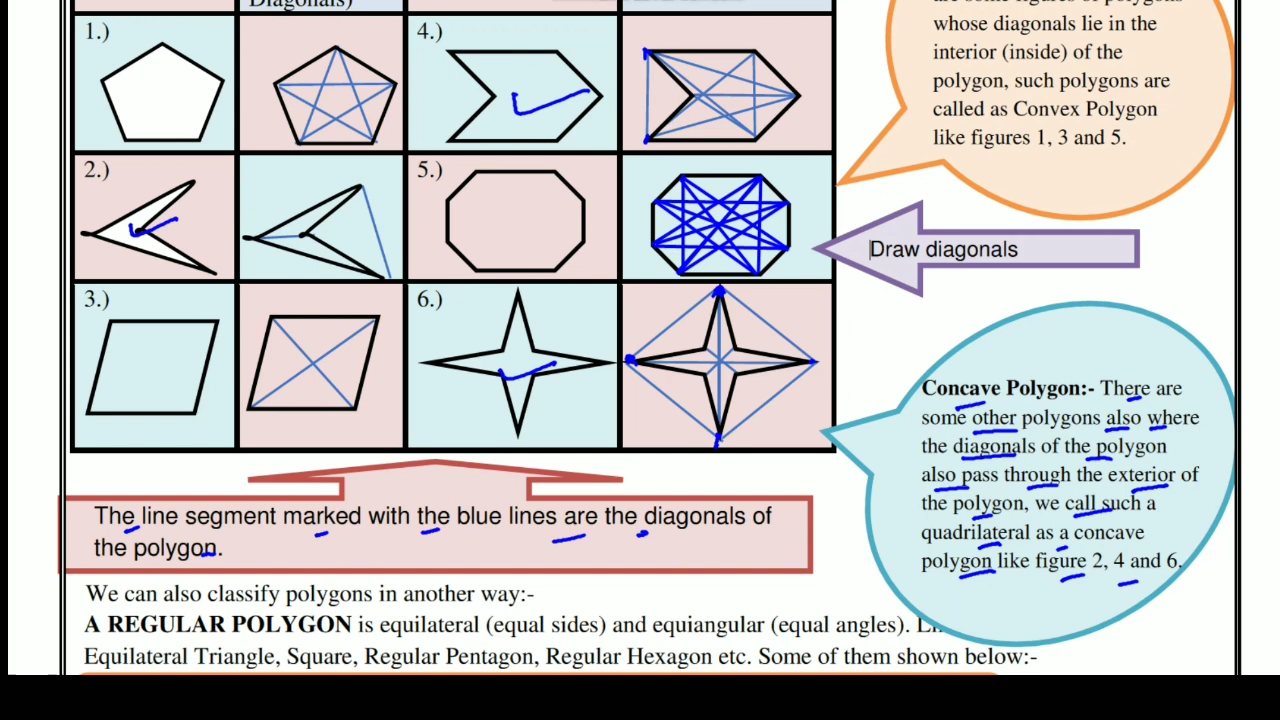 Diagonals)
1.)
4.)
2.)
5.)
3.)
6.)
whose diagonals lie in the
interior (inside) of the
polygon, such polygons are
called as Convex Polygon
like figures 1, 3 and 5.
Draw diagonals
Concave Polygon:- There are
some other polygons also where
the diagonals of the polygon
also pass through the exterior of
the polygon, we call such a
quadrilateral as a concave
polygon like figure 2, 4 and 6.
The line segment marked with the blue lines are the diagonals of
the polygon.
We can also classify polygons in another way:-
A REGULAR POLYGON is equilateral (equal sides) and equiangular (equal angles).
Equilateral Triangle, Square, Regular Pentagon, Regular Hexagon etc. Some of them shown below:-